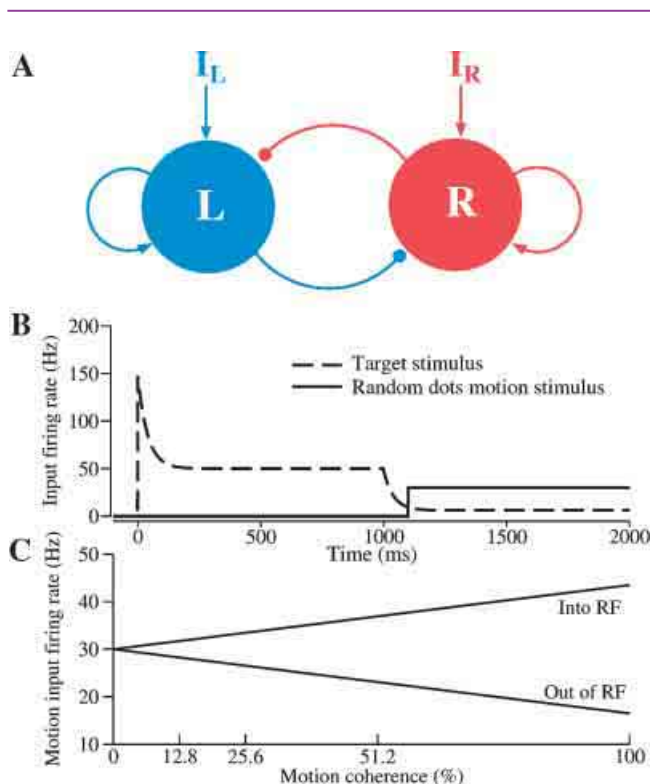 A
I_L I_R
L R
B
200
150
100
50
0
Input firing rate (Hz)
Target stimulus
Random dots motion stimulus
0 500 1000 1500 2000
Time (ms)
C
50
40
30
20
10
Motion input firing rate (Hz)
Into RF
Out of RF
0 12.8 25.6 51.2 100
Motion coherence (%)